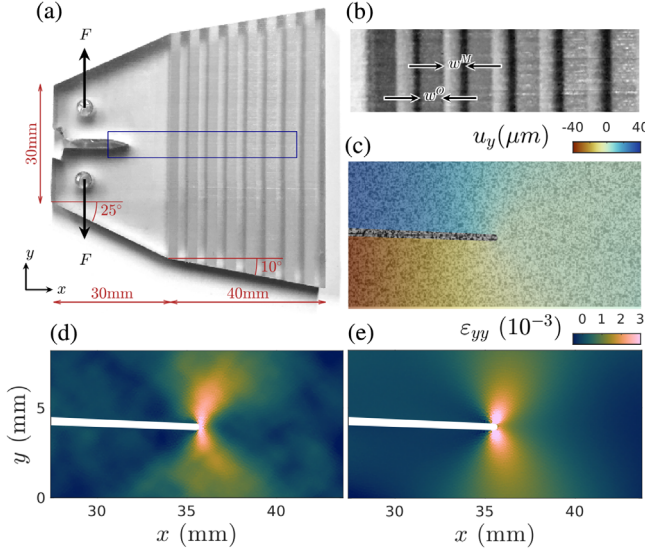 (a)
F
30mm
25°
F
y
x
10°
30mm
40mm
(b)
w^M
w^∅
u_y(μm)
-40
0
40
(c)
ε_yy (10^-3)
0
1
2
3
(d)
(e)
y (mm)
5
0
30
35
40
x (mm)
30
35
40
x (mm)